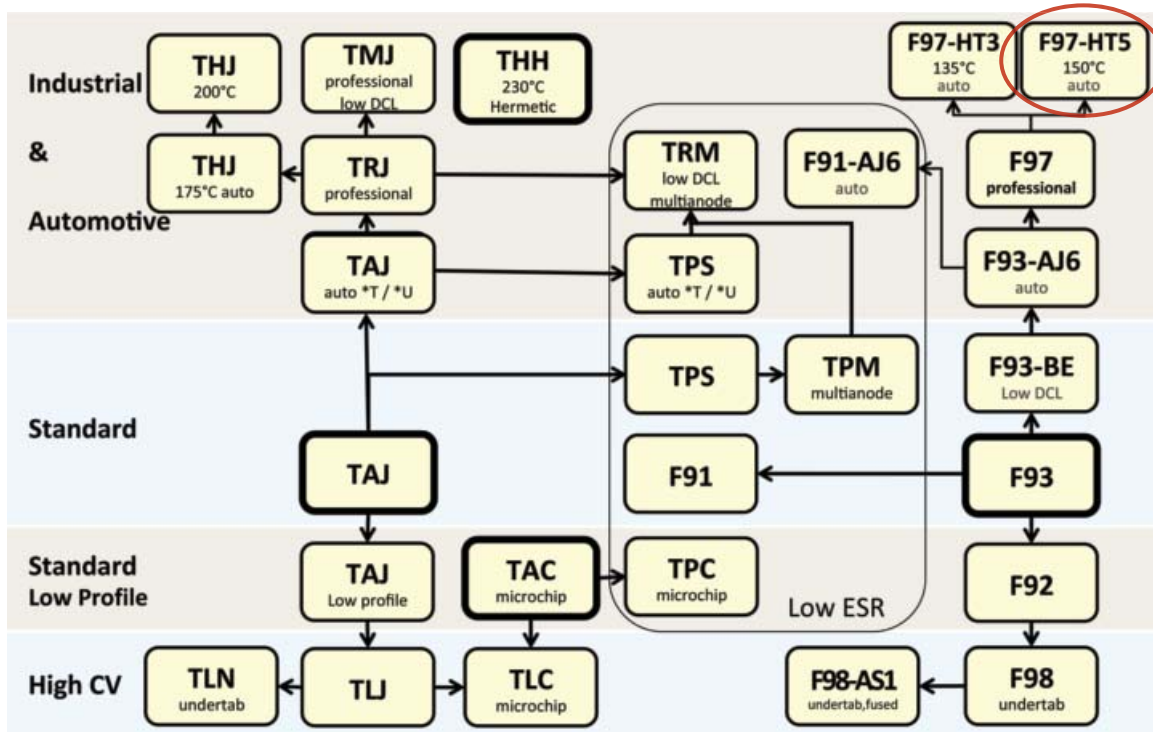 Industrial
&
Automotive
THJ
200°C
TMJ
professional
low DCL
THH
230°C
Hermetic
F97-HT3
135°C
auto
F97-HT5
150°C
auto
THJ
175°C auto
TRJ
professional
TRM
low DCL
multianode
F91-AJ6
auto
F97
professional
TAJ
auto *T / *U
TPS
auto *T / *U
F93-AJ6
auto
Standard
TPS
TPM
multianode
F93-BE
Low DCL
TAJ
F91
F93
Standard
Low Profile
TAJ
Low profile
TAC
microchip
TPC
microchip
Low ESR
F92
High CV
TLN
undertab
TLJ
TLC
microchip
F98-AS1
undertab,fused
F98
undertab